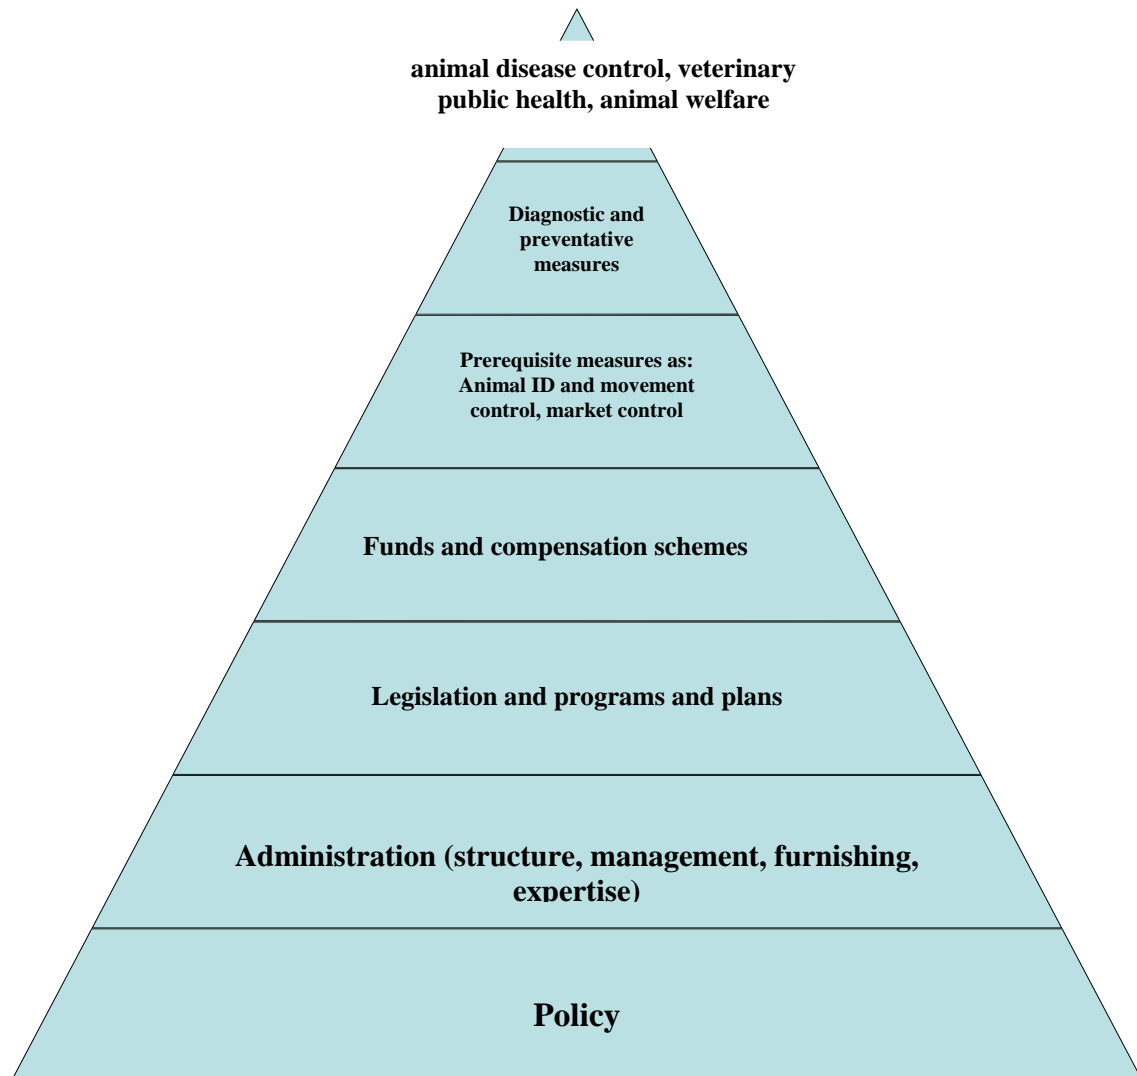 animal disease control, veterinary
public health, animal welfare
Diagnostic and
preventative
measures
Prerequisite measures as:
Animal ID and movement
control, market control
Funds and compensation schemes
Legislation and programs and plans
Administration (structure, management, furnishing,
expertise)
Policy